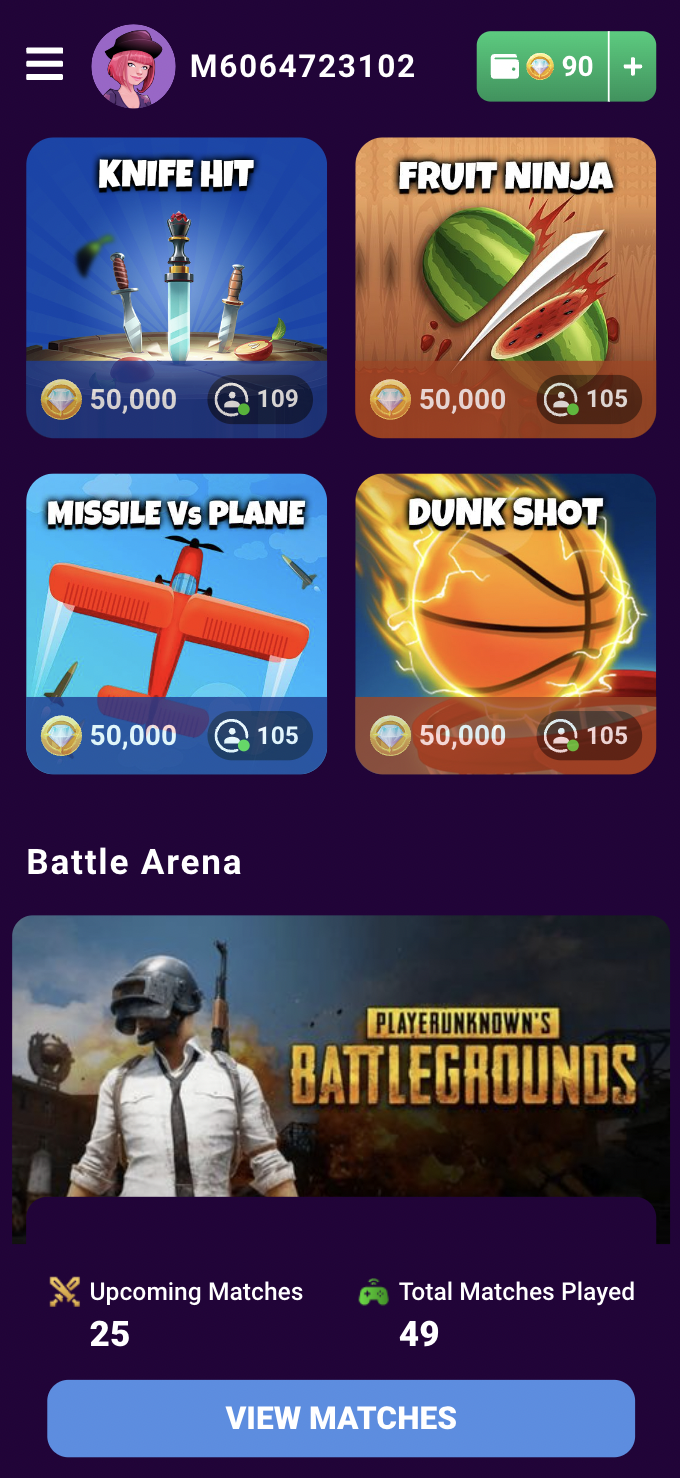 M6064723102
90 +
KNIFE HIT
50,000
109
FRUIT NINJA
50,000
105
MISSILE Vs PLANE
50,000
105
DUNK SHOT
50,000
105
Battle Arena
PLAYERUNKNOWN'S
BATTLEGROUNDS
Upcoming Matches
25
Total Matches Played
49
VIEW MATCHES